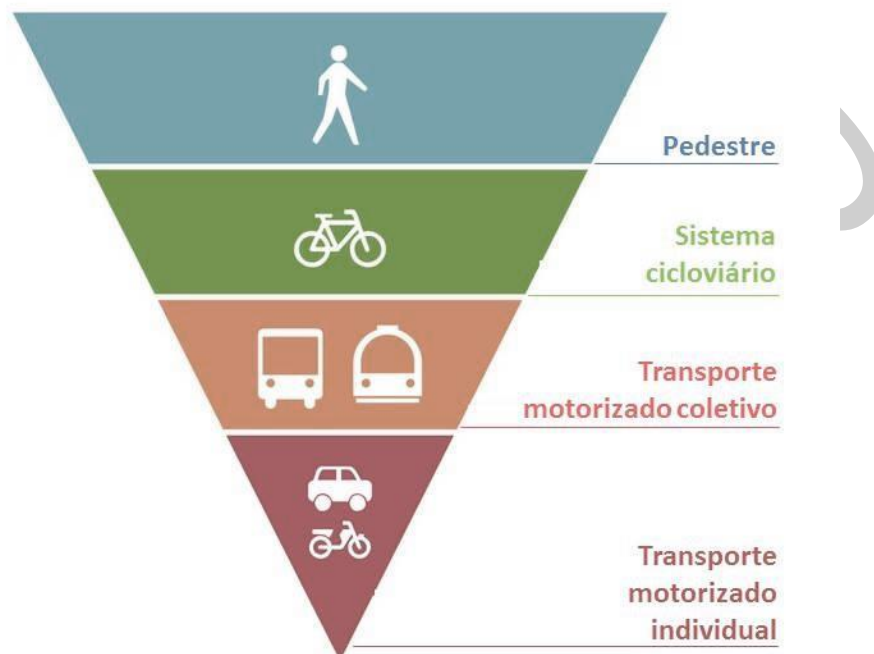 Pedestre
Sistema
cicloviário
Transporte
motorizado coletivo
Transporte
motorizado
individual